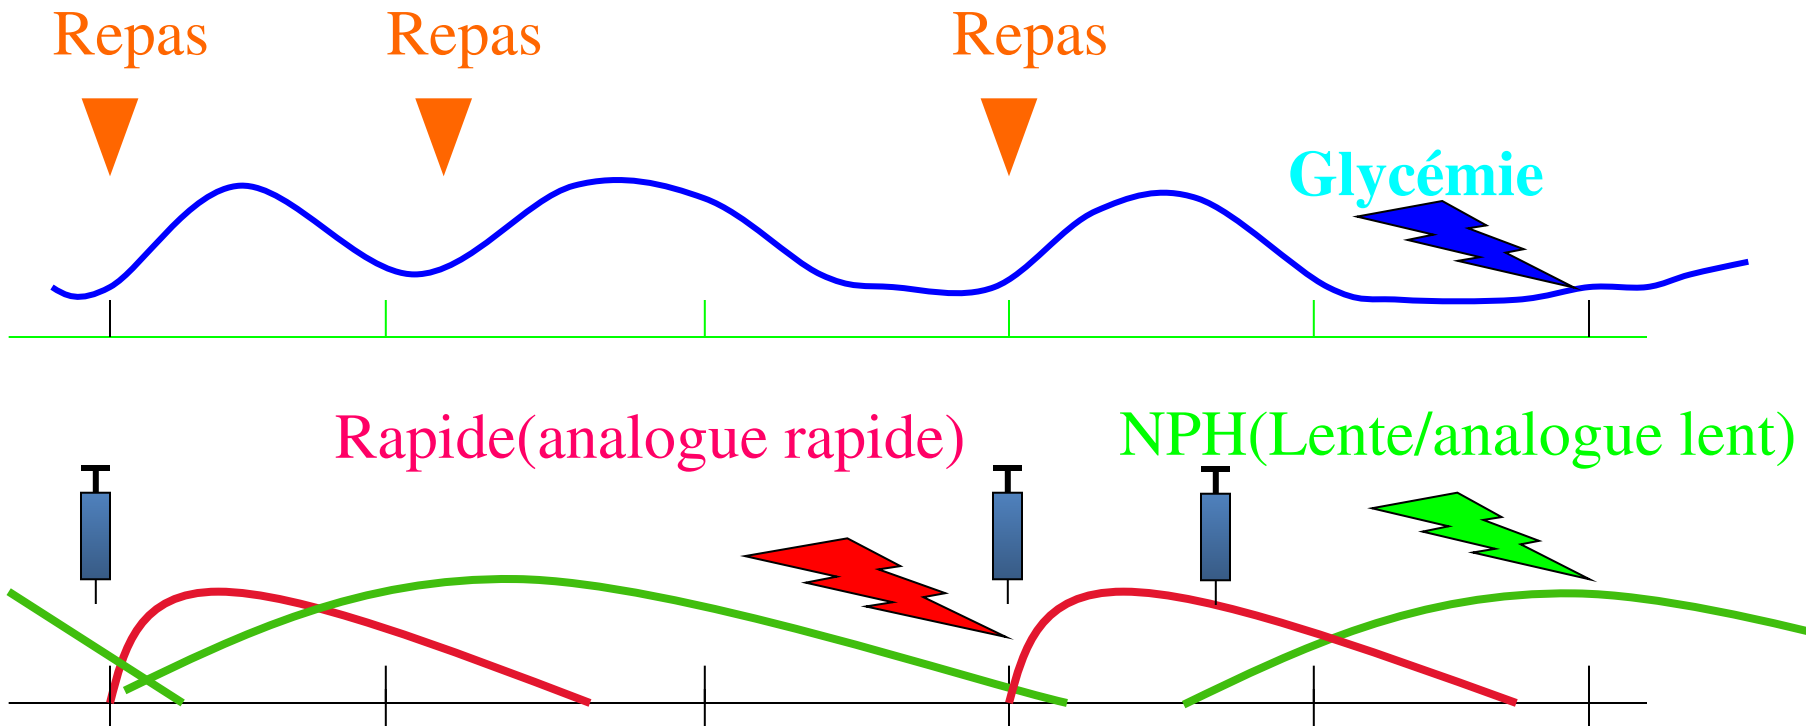 Repas Repas Repas
Glycémie
Rapide(analogue rapide) NPH(Lente/analogue lent)